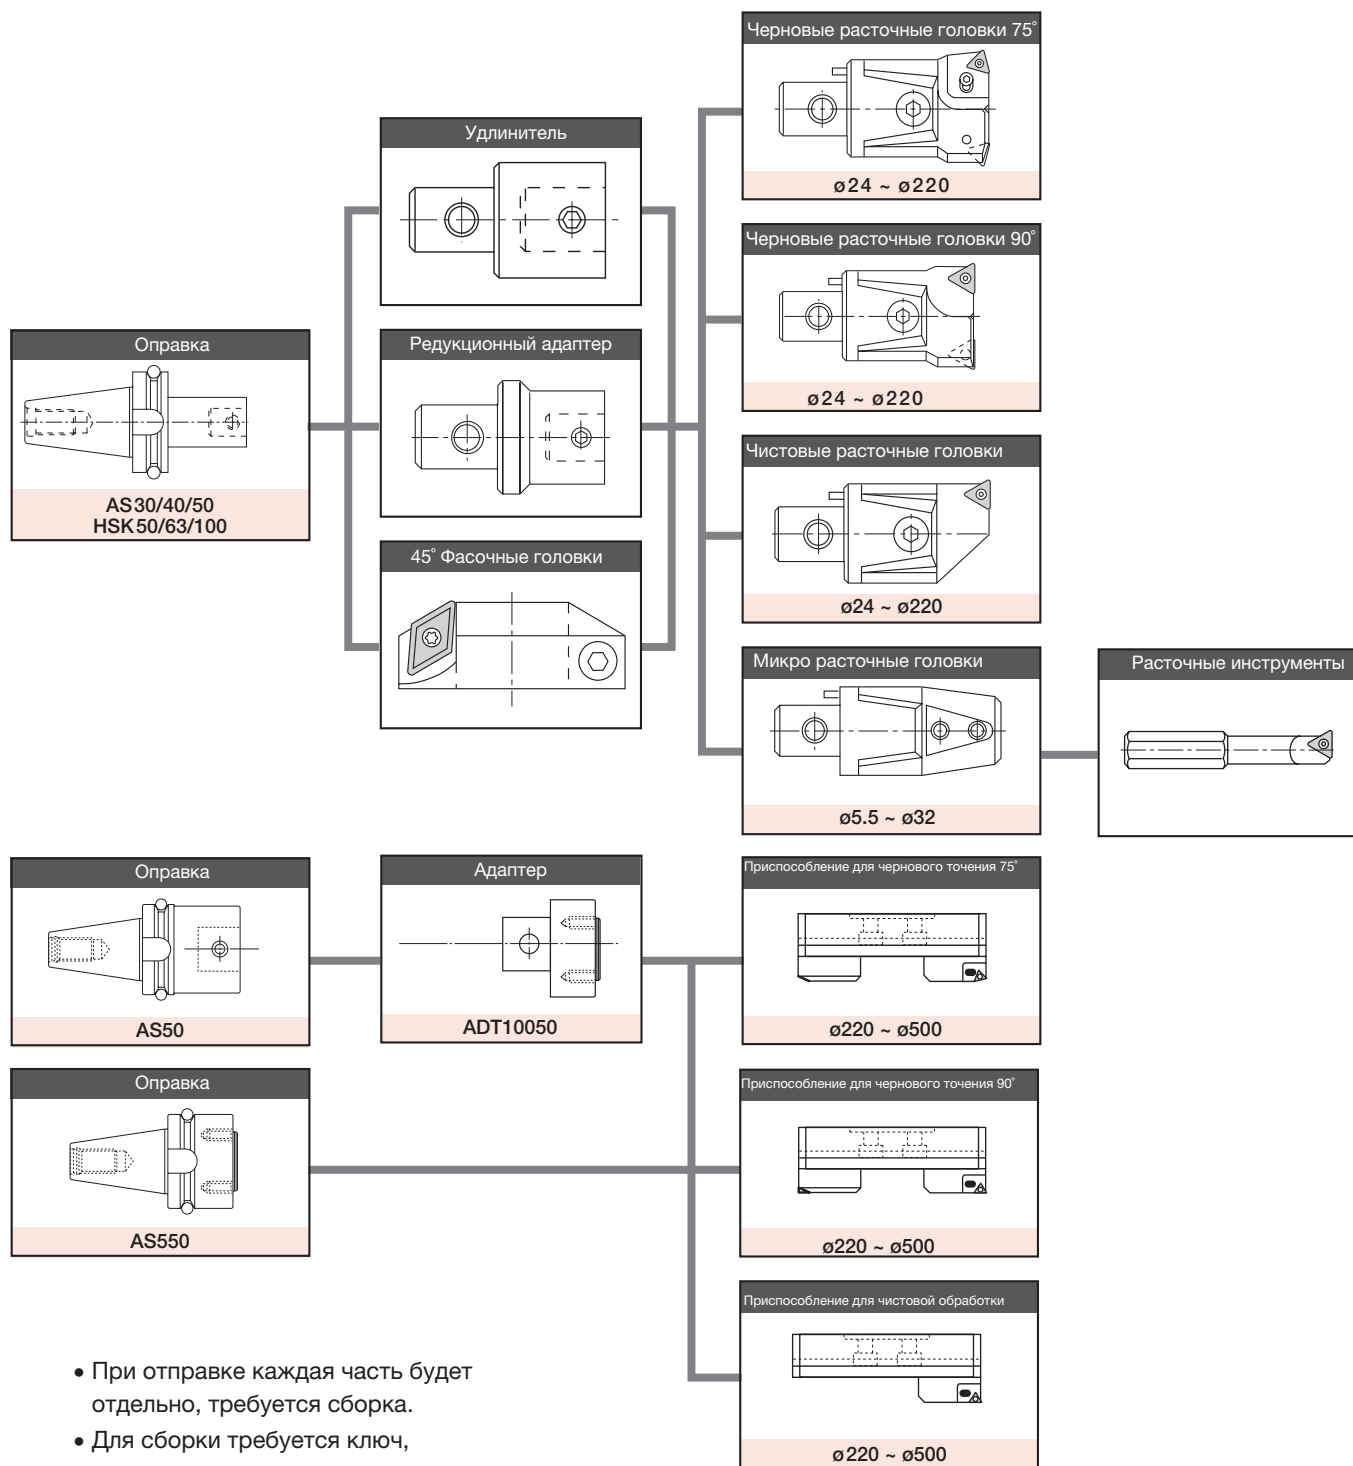 Черновые расточные головки 75°
ø24 ~ ø220
Удлинитель
Черновые расточные головки 90°
ø24 ~ ø220
Оправка
AS30/40/50
HSK50/63/100
Редукционный адаптер
Чистовые расточные головки
ø24 ~ ø220
45° Фасочные головки
Микро расточные головки
ø5.5 ~ ø32
Расточные инструменты
Оправка
AS50
Адаптер
ADT10050
Приспособление для чернового точения 75°
ø220 ~ ø500
Оправка
AS550
Приспособление для чернового точения 90°
ø220 ~ ø500
Приспособление для чистовой обработки
ø220 ~ ø500
• При отправке каждая часть будет
отдельно, требуется сборка.
• Для сборки требуется ключ,